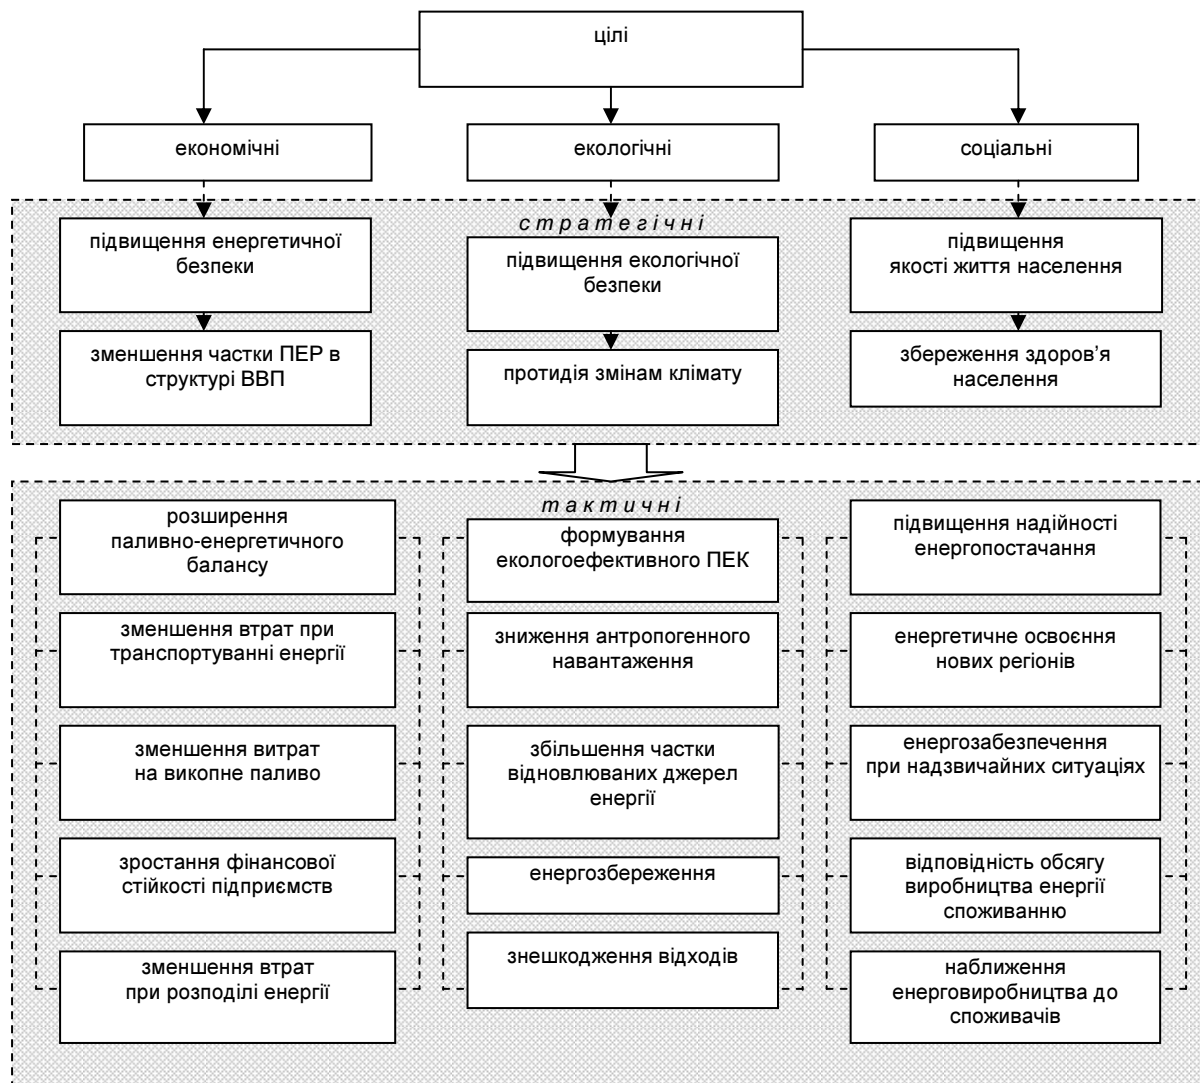 цілі
економічні
екологічні
соціальні
стратегічні
підвищення енергетичної
безпеки
підвищення екологічної
безпеки
підвищення
якості життя населення
зменшення частки ПЕР в
структурі ВВП
протидія змінам клімату
збереження здоров’я
населення
тактичні
розширення
паливно-енергетичного
балансу
зменшення втрат при
транспортуванні енергії
зменшення витрат
на викопне паливо
зростання фінансової
стійкості підприємств
зменшення втрат
при розподілі енергії
формування
екологоефективного ПЕК
зниження антропогенного
навантаження
збільшення частки
відновлюваних джерел
енергії
енергозбереження
знешкодження відходів
підвищення надійності
енергопостачання
енергетичне освоєння
нових регіонів
енергозабезпечення
при надзвичайних ситуаціях
відповідність обсягу
виробництва енергії
споживанню
наближення
енерговиробництва до
споживачів